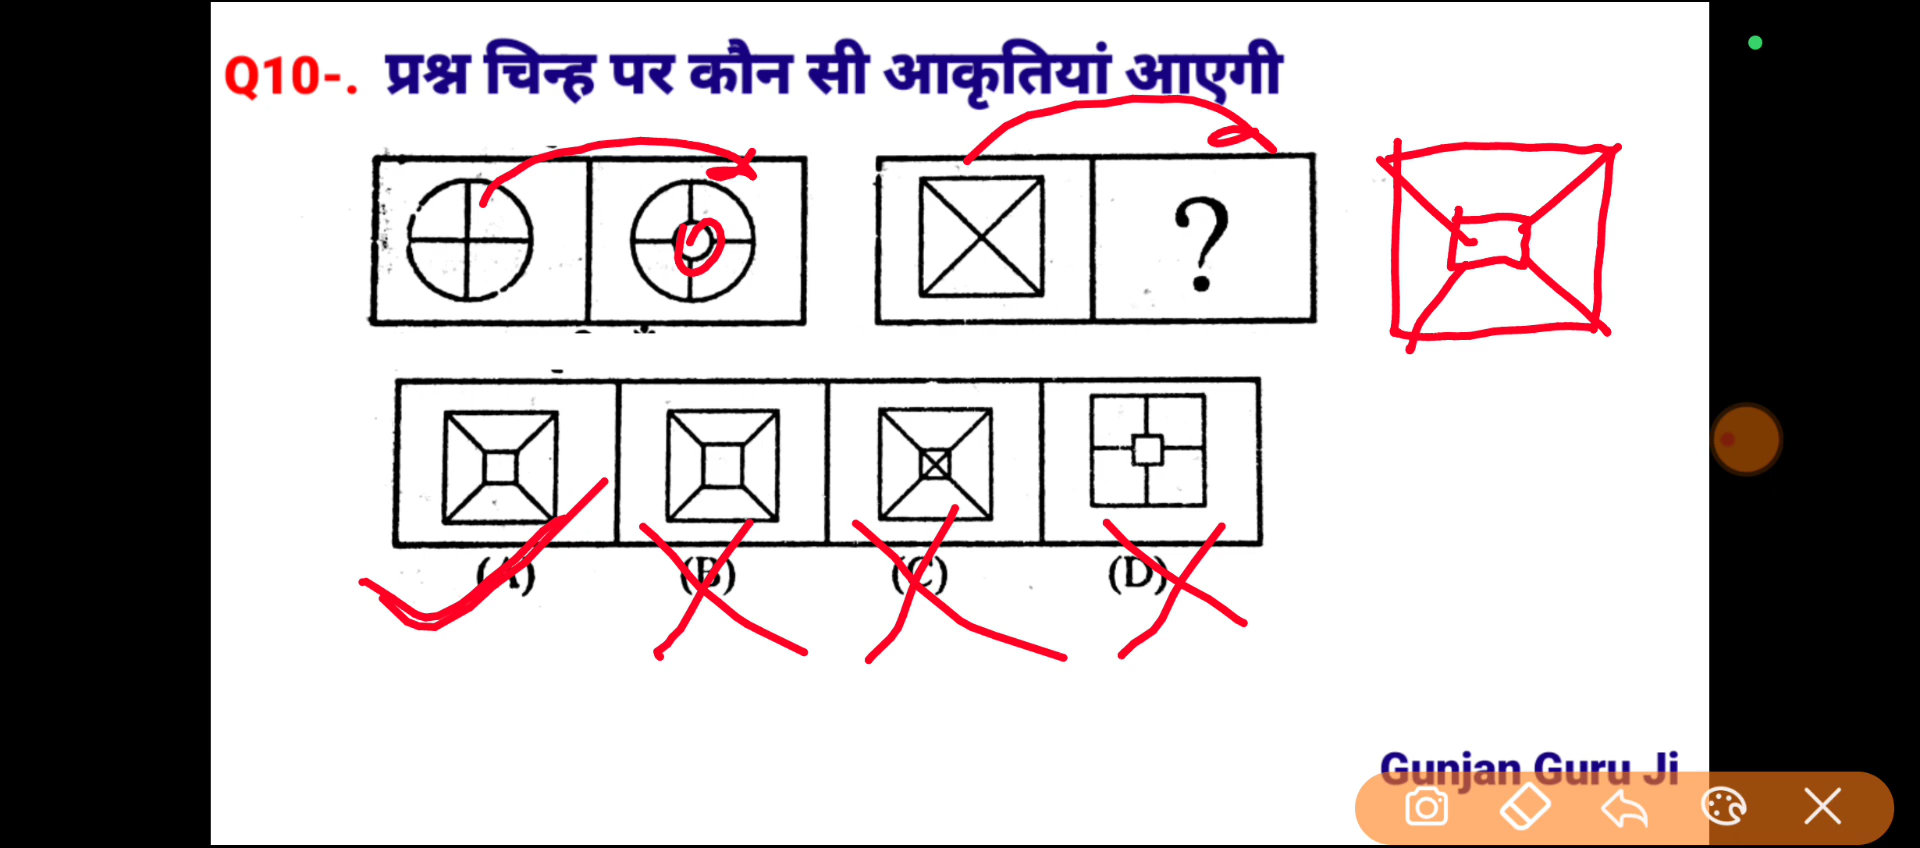 Q10-. प्रश्न चिन्ह पर कौन सी आकृतियां आएगी
?
(A) (B) (C) (D)
Gunjan Guru Ji